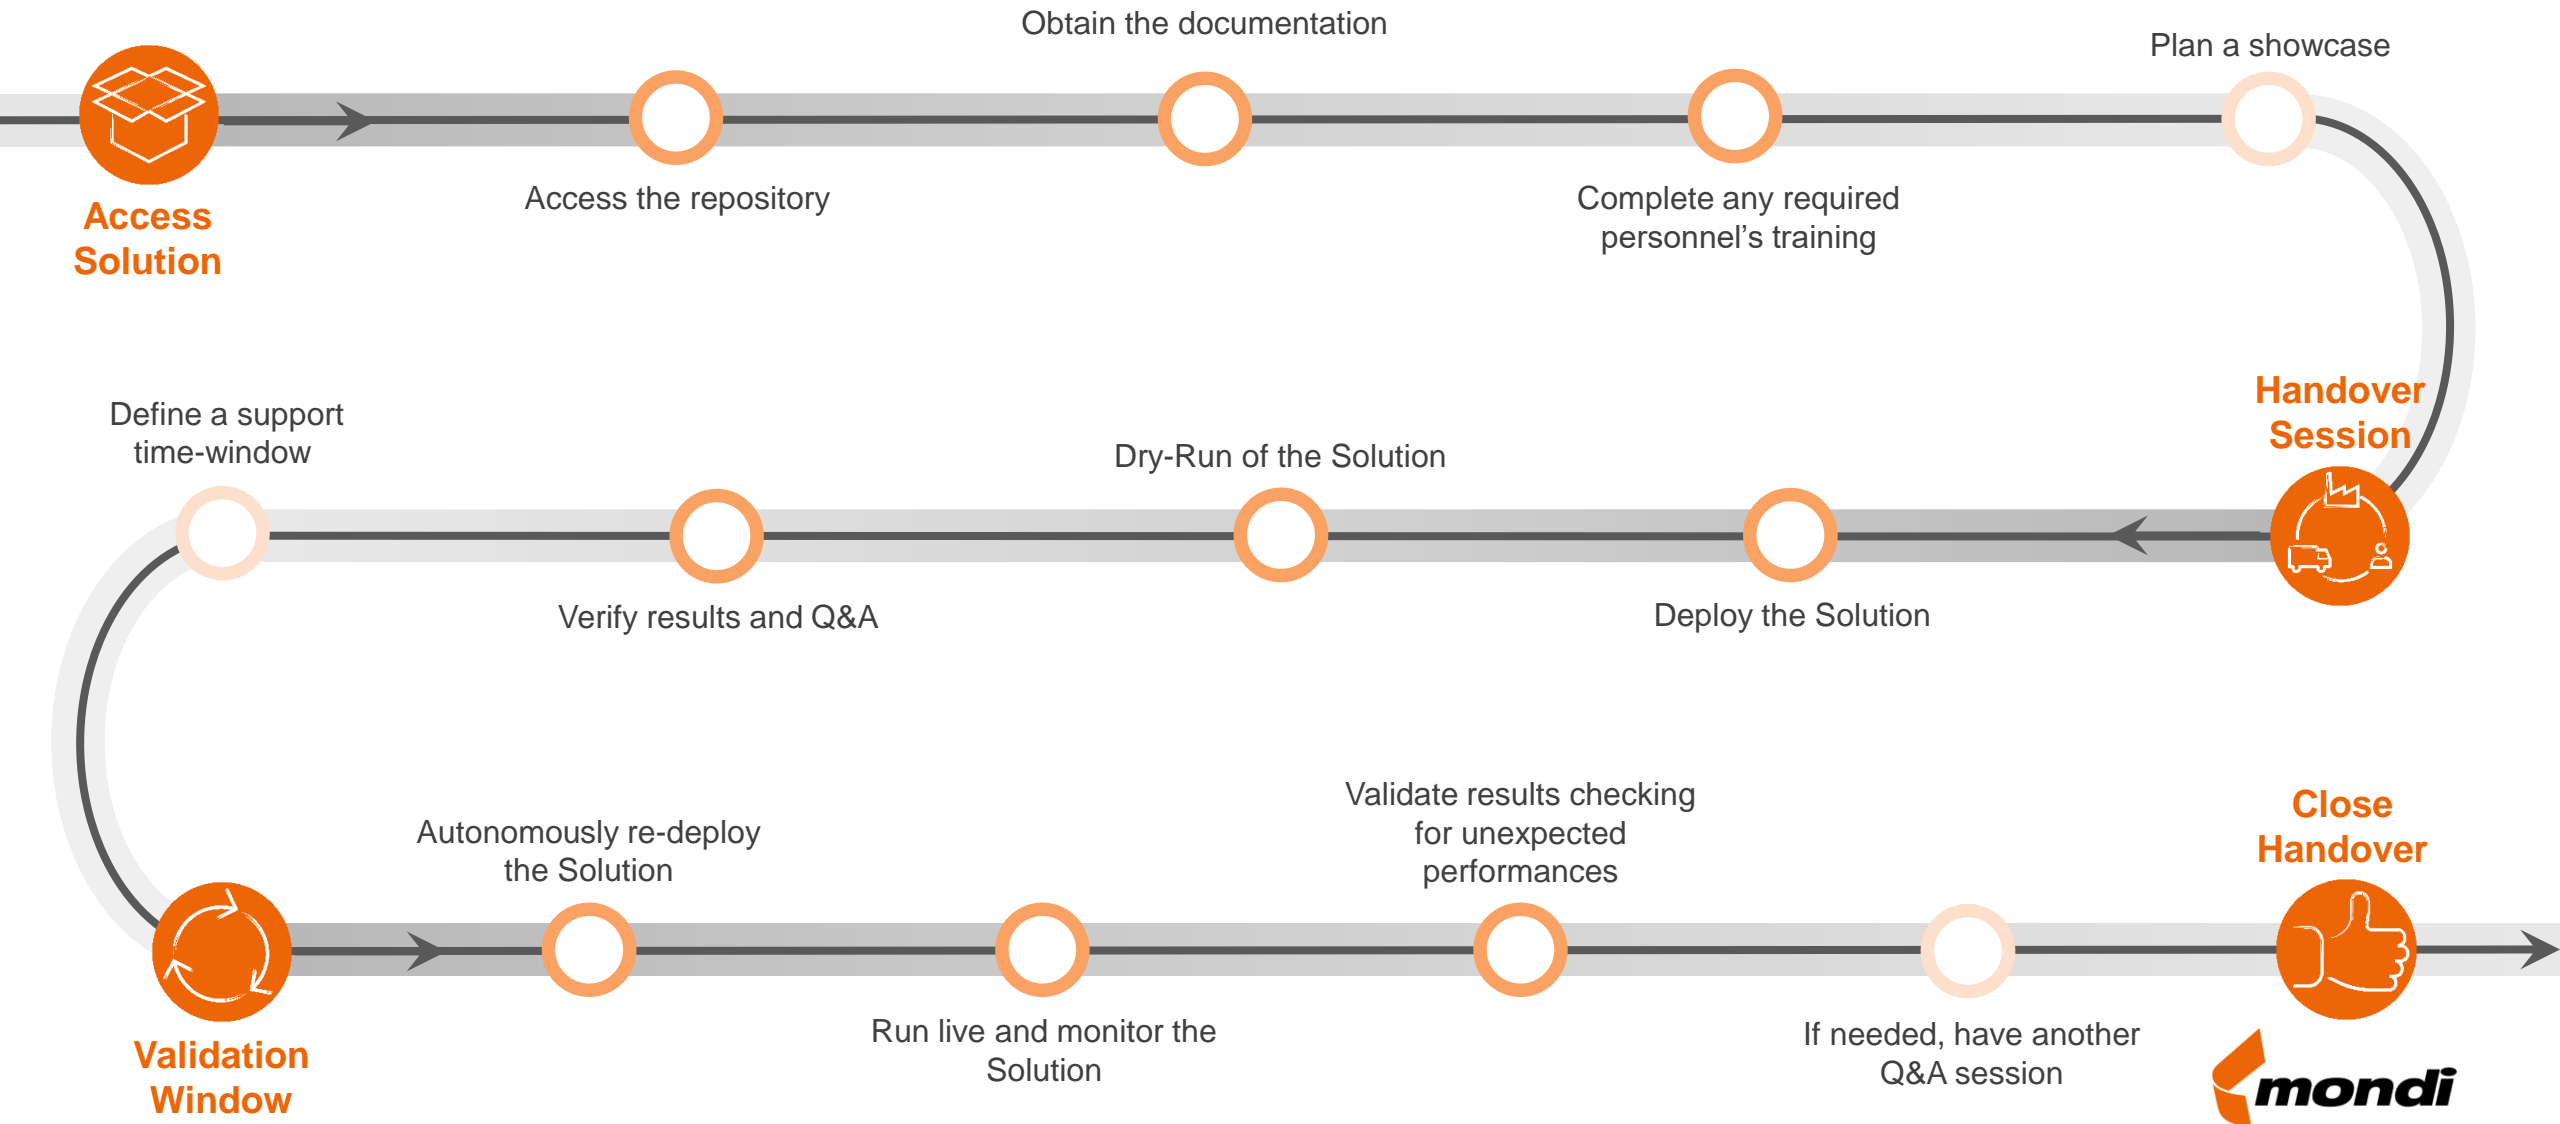 Obtain the documentation
Plan a showcase
Access the repository
Complete any required
personnel's training
Access
Solution
Handover
Session
Define a support
time-window
Dry-Run of the Solution
Verify results and Q&A
Deploy the Solution
Validate results checking
for unexpected
performances
Autonomously re-deploy
the Solution
Close
Handover
Run live and monitor the
Solution
If needed, have another
Q&A session
Validation
Window
mondi